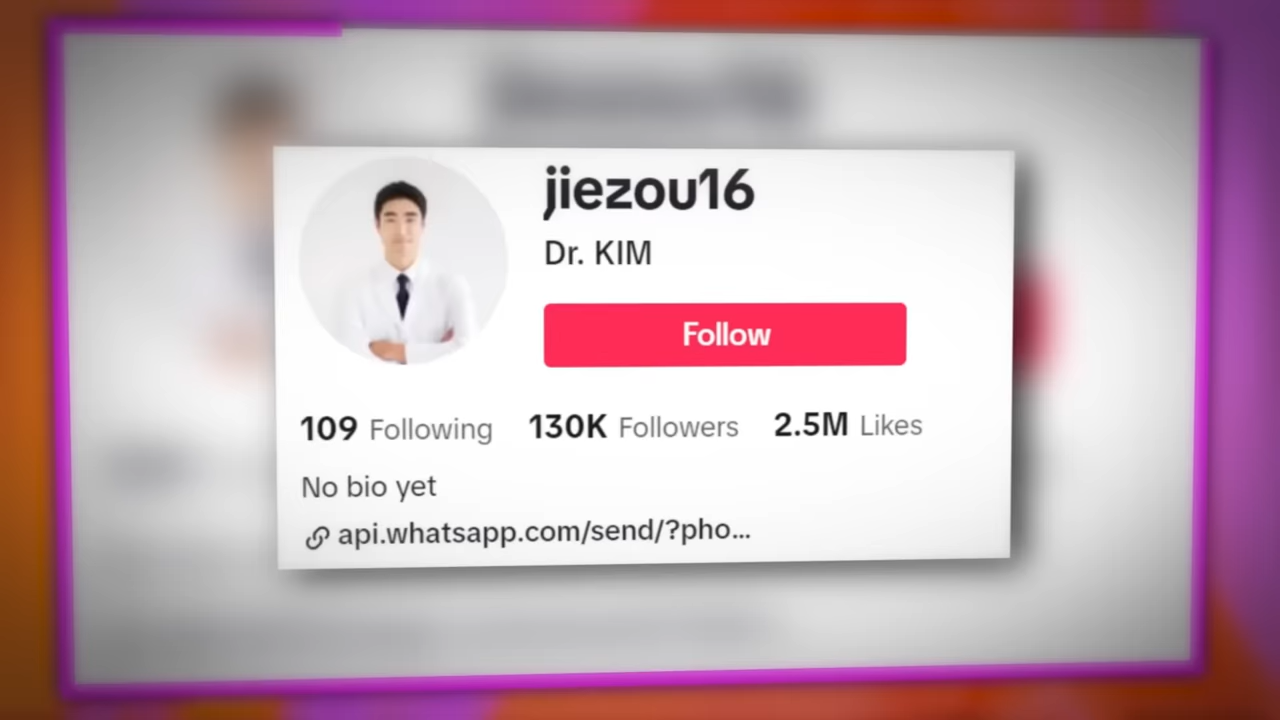 jiezou16
Dr. KIM
Follow
109 Following 130K Followers 2.5M Likes
No bio yet
api.whatsapp.com/send/?pho...